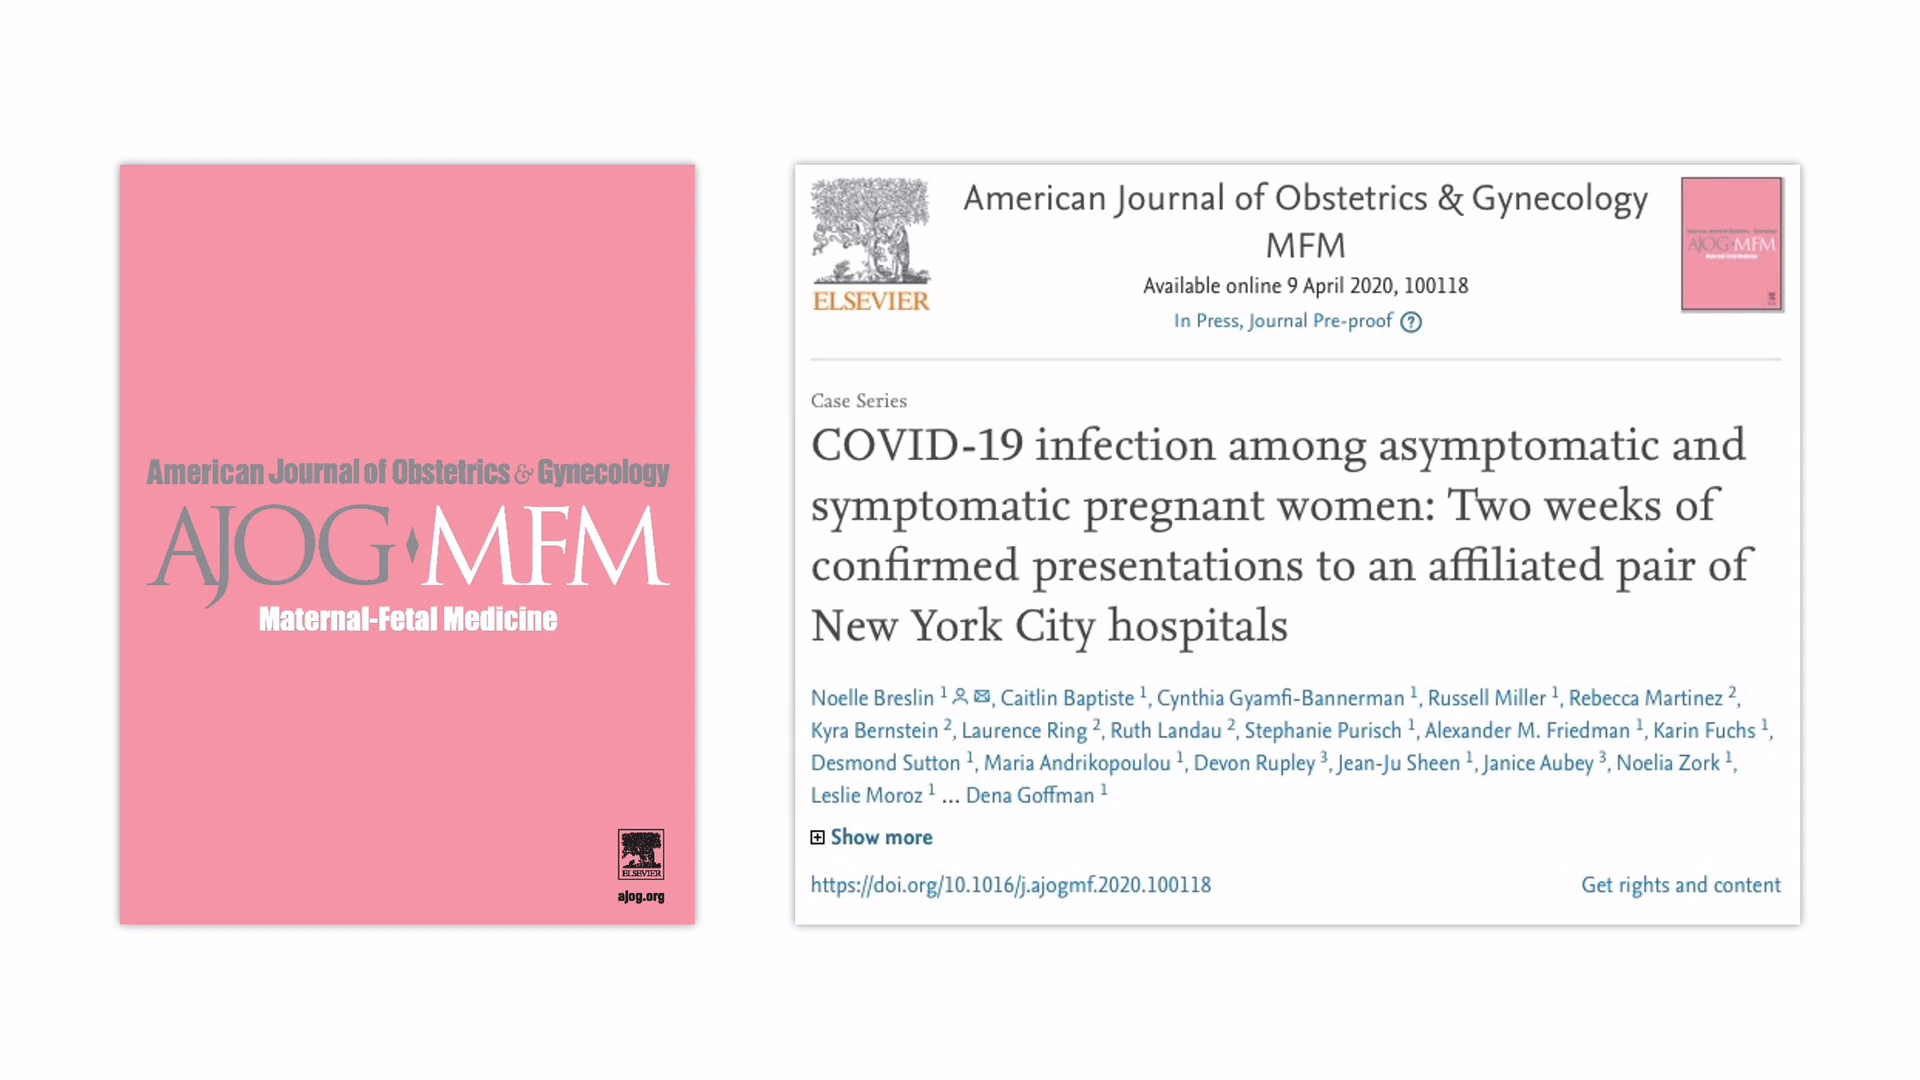 American Journal of Obstetrics & Gynecology
AJOG♦MFM
Maternal-Fetal Medicine
ELSEVIER
ajog.org
ELSEVIER
American Journal of Obstetrics & Gynecology
MFM
Available online 9 April 2020, 100118
In Press, Journal Pre-proof ?
AJOG MFM
Case Series
COVID-19 infection among asymptomatic and
symptomatic pregnant women: Two weeks of
confirmed presentations to an affiliated pair of
New York City hospitals
Noelle Breslin 1, Caitlin Baptiste 1, Cynthia Gyamfi-Bannerman 1, Russell Miller 1, Rebecca Martinez 2,
Kyra Bernstein 2, Laurence Ring 2, Ruth Landau 2, Stephanie Purisch 1, Alexander M. Friedman 1, Karin Fuchs 1,
Desmond Sutton 1, Maria Andrikopoulou 1, Devon Rupley 3, Jean-Ju Sheen 1, Janice Aubey 3, Noelia Zork 1,
Leslie Moroz 1 ... Dena Goffman 1
Show more
https://doi.org/10.1016/j.ajogmf.2020.100118
Get rights and content